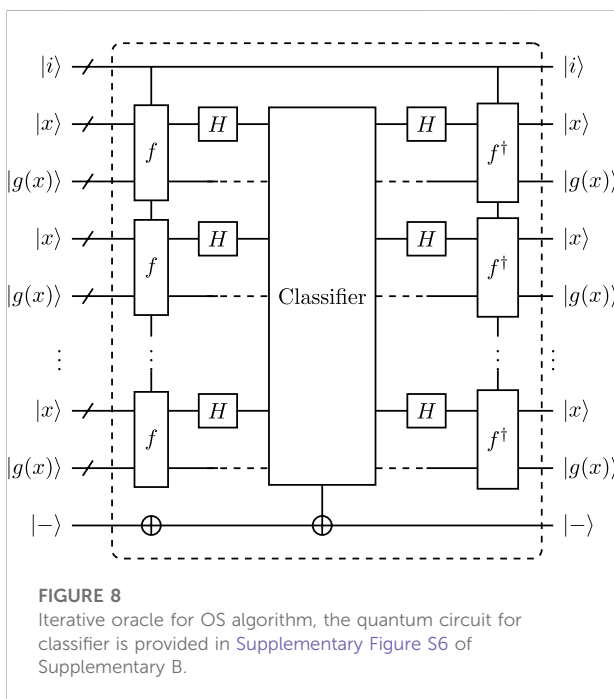 |i⟩ |i⟩
|x⟩ H H |x⟩
f f†
|g(x)⟩ |g(x)⟩
|x⟩ H H |x⟩
f f†
|g(x)⟩ Classifier |g(x)⟩
⋮ ⋮ ⋮ ⋮
|x⟩ H H |x⟩
f f†
|g(x)⟩ |g(x)⟩
|−⟩ |−⟩
FIGURE 8
Iterative oracle for OS algorithm, the quantum circuit for
classifier is provided in Supplementary Figure S6 of
Supplementary B.